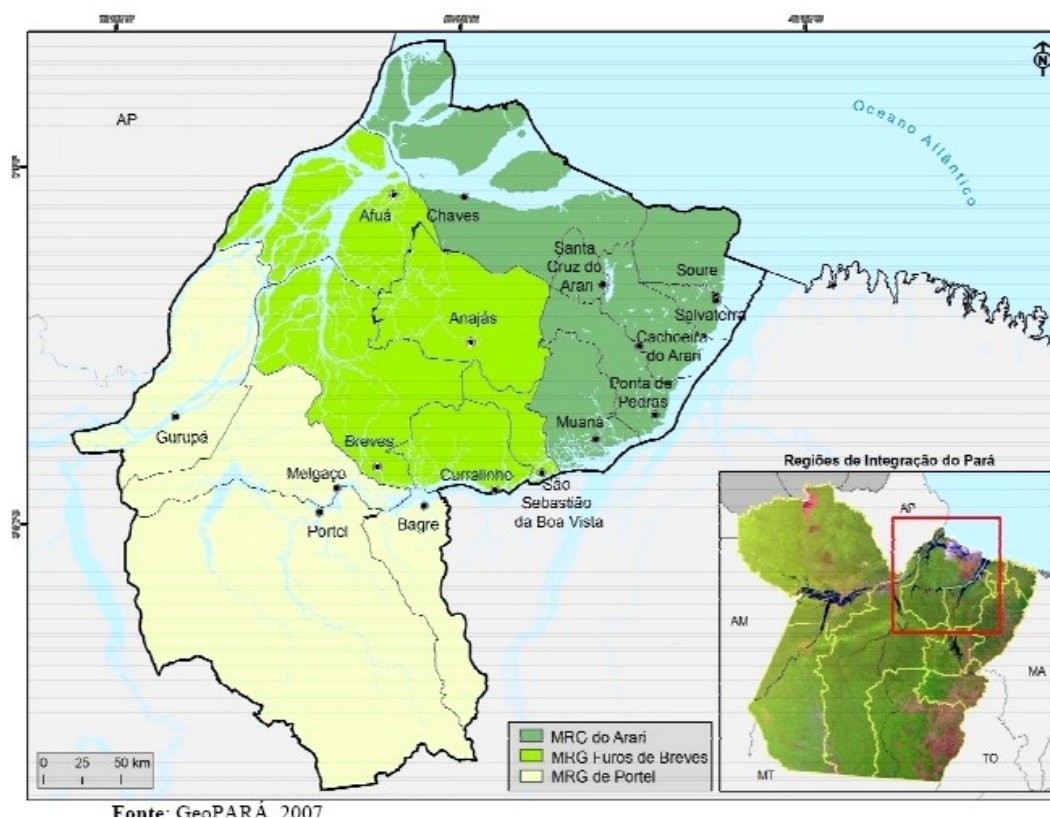 AP
Oceano Atlântico
N
Afuá
Chaves
Santa
Cruz do
Arari
Soure
Salvaterra
Anajás
Cachoeira
do Arari
Ponta de
Pedras
Muaná
Gurupá
Breves
Curralinho
Melgaço
São
Sebastião
da Boa Vista
Portel
Bagre
0 25 50 km
MRG do Arari
MRG Furos de Breves
MRG de Portel
Regiões de Integração do Pará
AP
AM
MA
MT
TO
Fonte: GeoPARÁ, 2007